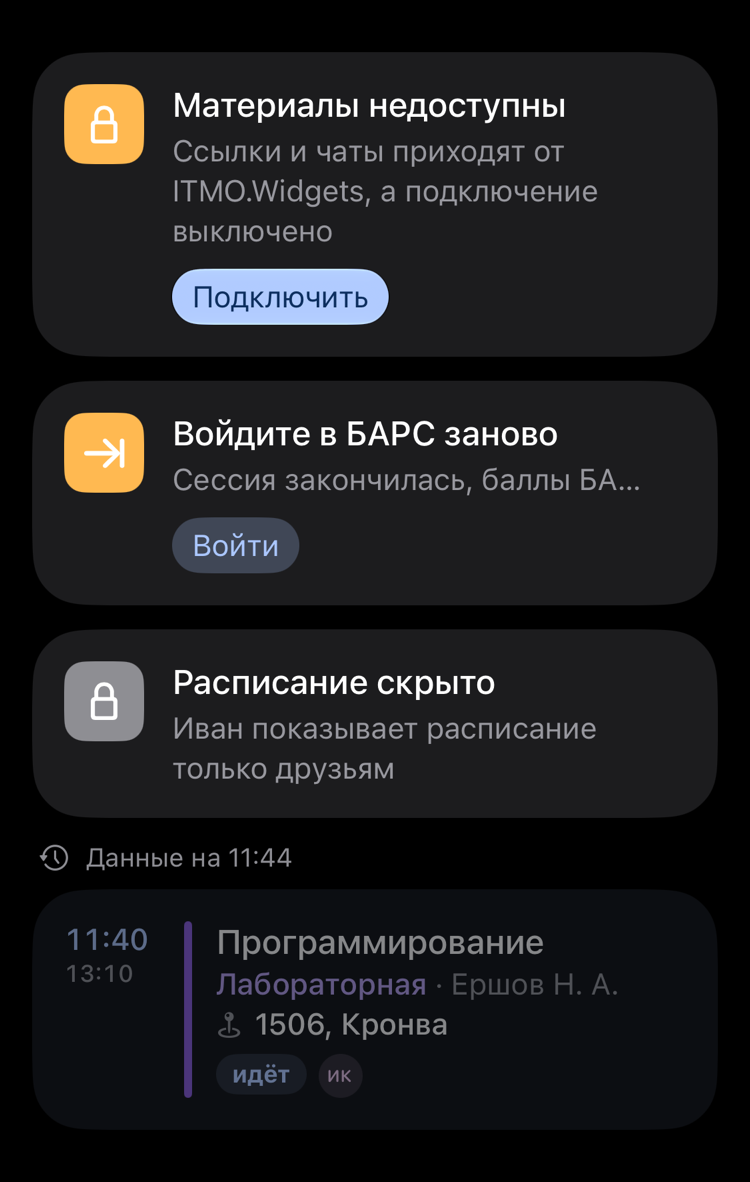 Материалы недоступны
Ссылки и чаты приходят от
ITMO.Widgets, а подключение
выключено
Подключить
Войдите в БАРС заново
Сессия закончилась, баллы БА...
Войти
Расписание скрыто
Иван показывает расписание
только друзьям
Данные на 11:44
11:40
13:10
Программирование
Лабораторная · Ершов Н. А.
1506, Кронва
идёт
ик